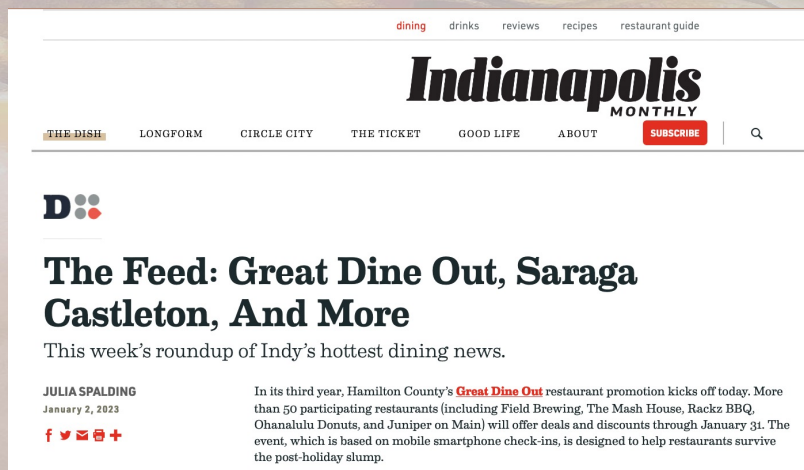 dining drinks reviews recipes restaurant guide
Indianapolis
MONTHLY
THE DISH LONGFORM CIRCLE CITY THE TICKET GOOD LIFE ABOUT SUBSCRIBE
D
The Feed: Great Dine Out, Saraga
Castleton, And More
This week's roundup of Indy's hottest dining news.
JULIA SPALDING
January 2, 2023
In its third year, Hamilton County's Great Dine Out restaurant promotion kicks off today. More
than 50 participating restaurants (including Field Brewing, The Mash House, Rackz BBQ,
Ohanalulu Donuts, and Juniper on Main) will offer deals and discounts through January 31. The
event, which is based on mobile smartphone check-ins, is designed to help restaurants survive
the post-holiday slump.